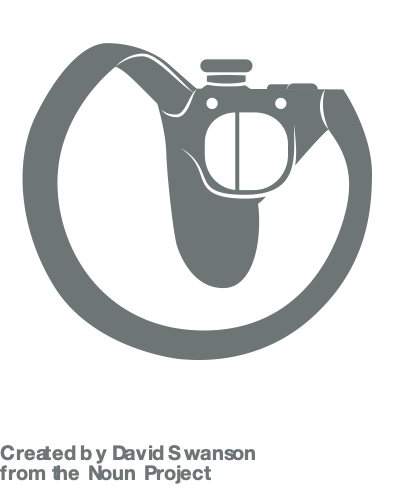 Created by David Swanson
from the Noun Project